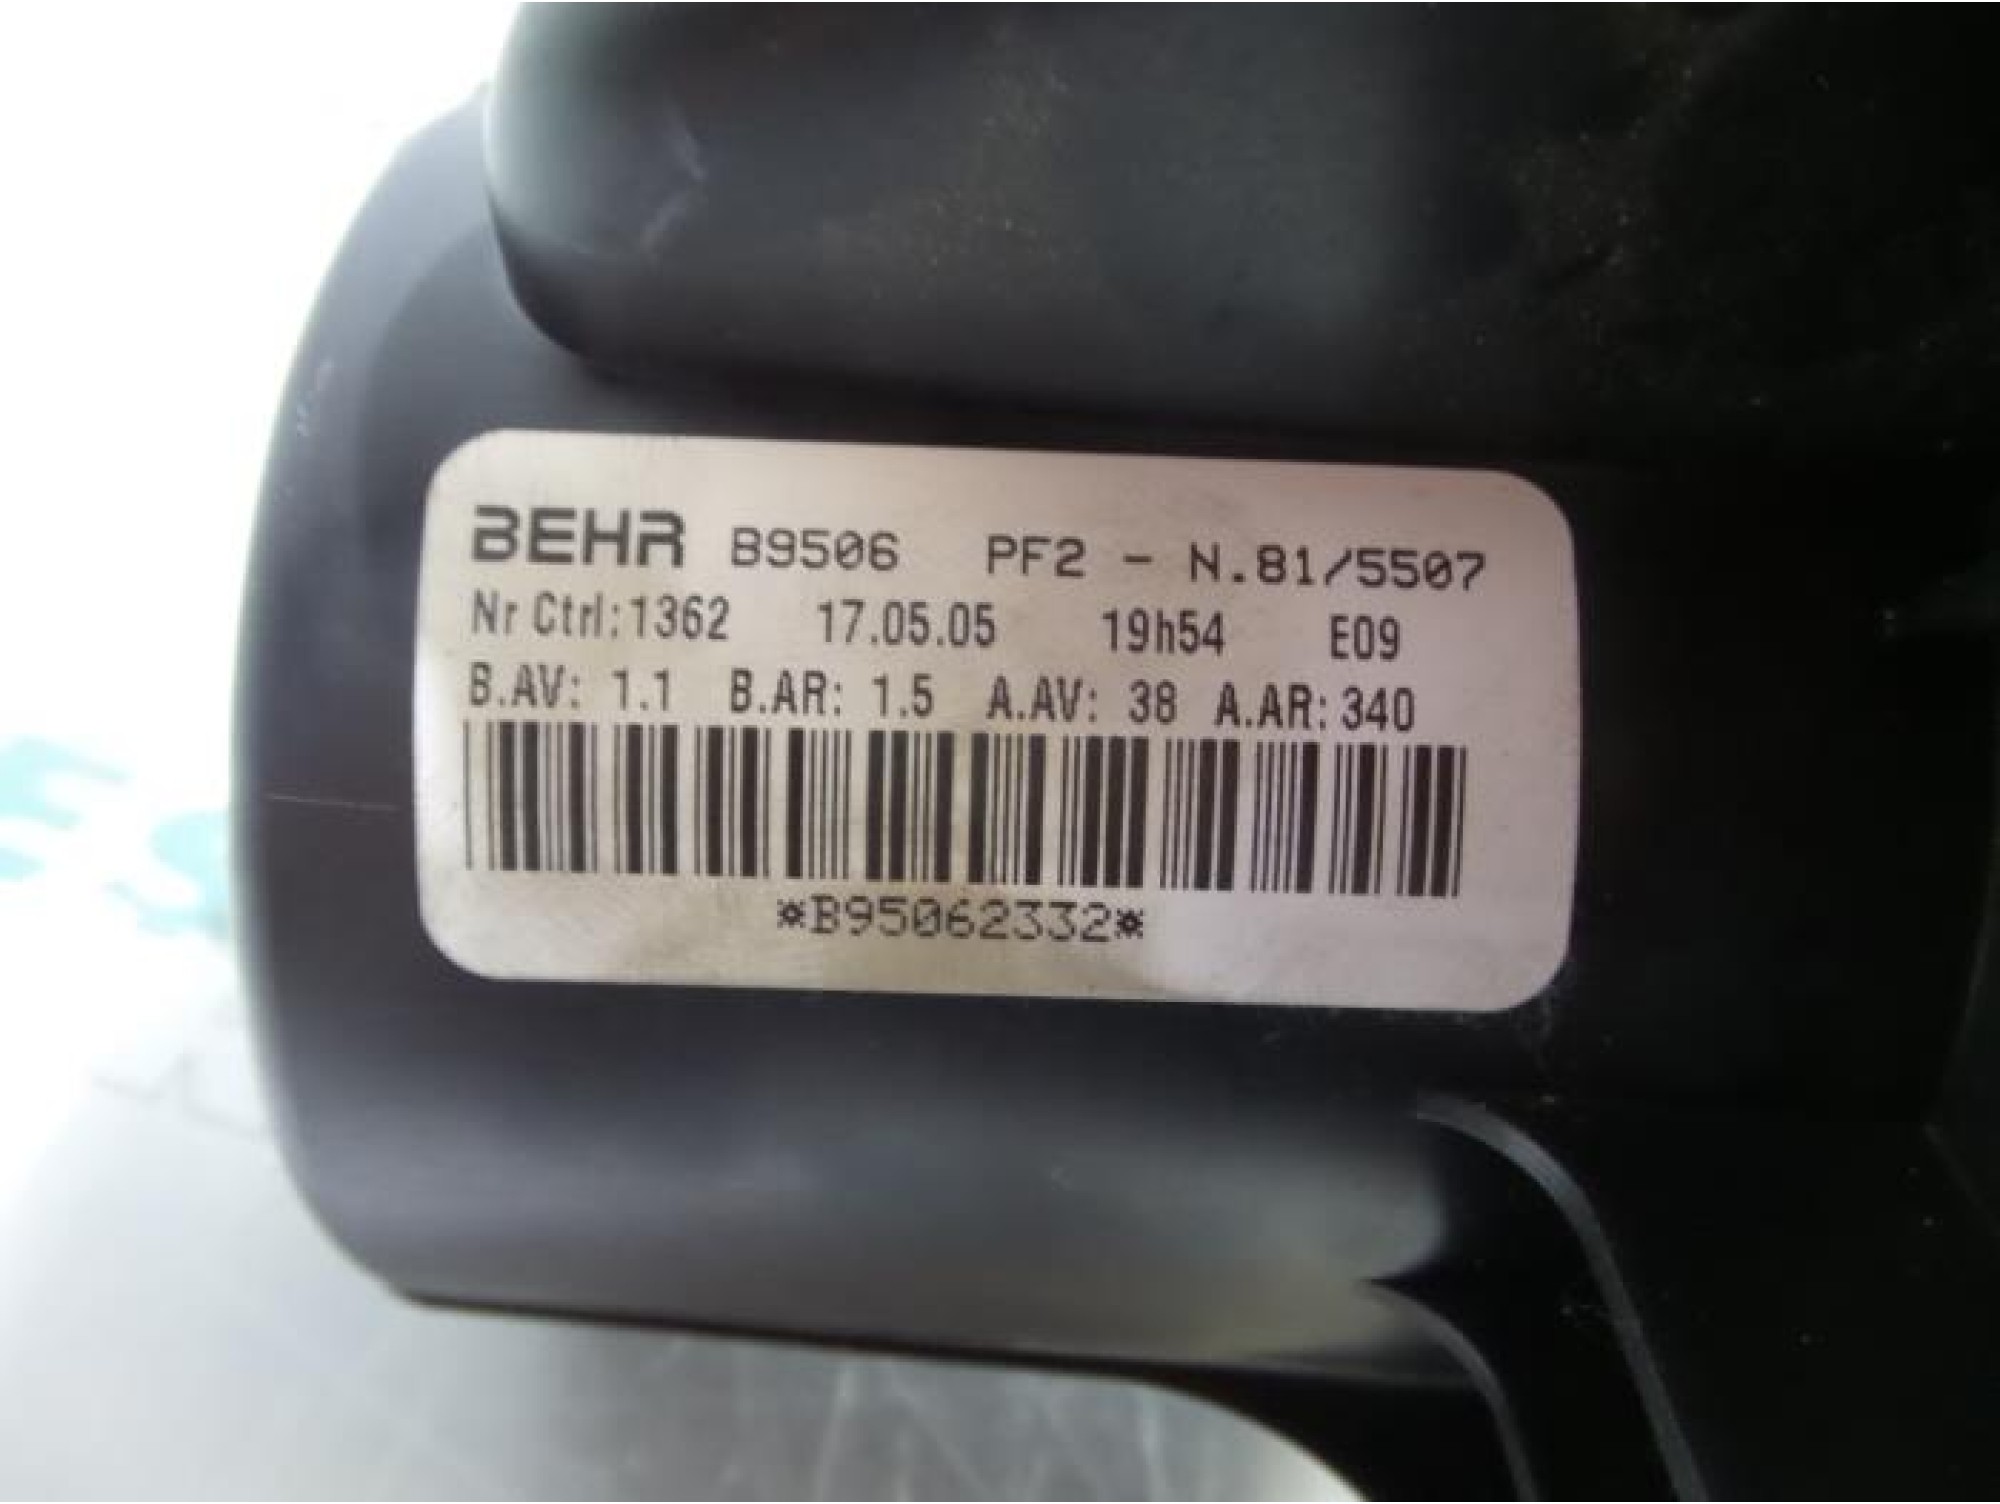 BEHR B9506 PF2 - N.81/5507
Nr Ctrl:1362 17.05.05 19h54 E09
B.AV: 1.1 B.AR: 1.5 A.AV: 38 A.AR:340
*B95062332*